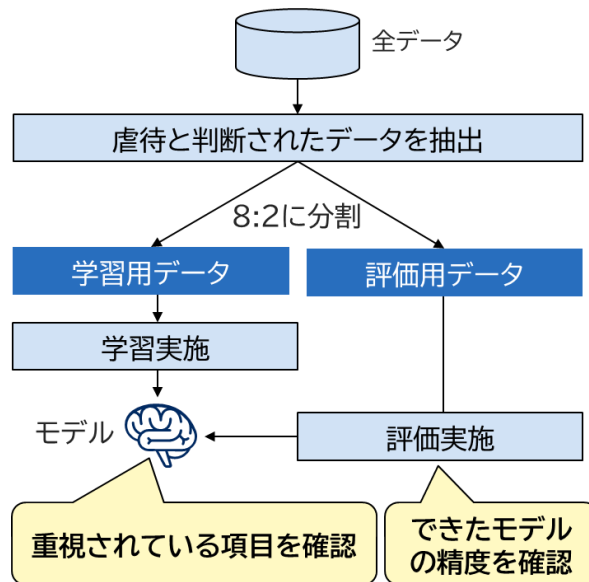 全データ
虐待と判断されたデータを抽出
8:2に分割
学習用データ
評価用データ
学習実施
モデル
評価実施
重視されている項目を確認
できたモデル
の精度を確認